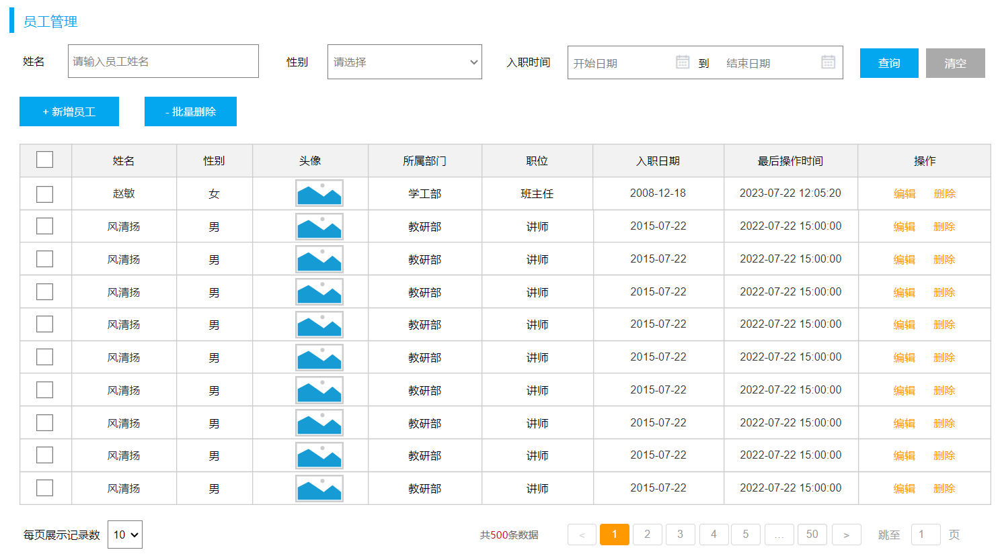 员工管理
姓名 请输入员工姓名 性别 请选择 入职时间 开始日期 到 结束日期 查询 清空
+ 新增员工 - 批量删除
姓名 性别 头像 所属部门 职位 入职日期 最后操作时间 操作
赵敏 女 学工部 班主任 2008-12-18 2023-07-22 12:05:20 编辑 删除
风清扬 男 教研部 讲师 2015-07-22 2022-07-22 15:00:00 编辑 删除
风清扬 男 教研部 讲师 2015-07-22 2022-07-22 15:00:00 编辑 删除
风清扬 男 教研部 讲师 2015-07-22 2022-07-22 15:00:00 编辑 删除
风清扬 男 教研部 讲师 2015-07-22 2022-07-22 15:00:00 编辑 删除
风清扬 男 教研部 讲师 2015-07-22 2022-07-22 15:00:00 编辑 删除
风清扬 男 教研部 讲师 2015-07-22 2022-07-22 15:00:00 编辑 删除
风清扬 男 教研部 讲师 2015-07-22 2022-07-22 15:00:00 编辑 删除
风清扬 男 教研部 讲师 2015-07-22 2022-07-22 15:00:00 编辑 删除
风清扬 男 教研部 讲师 2015-07-22 2022-07-22 15:00:00 编辑 删除
每页展示记录数 10 共500条数据 < 1 2 3 4 5 ... 50 > 跳至 1 页